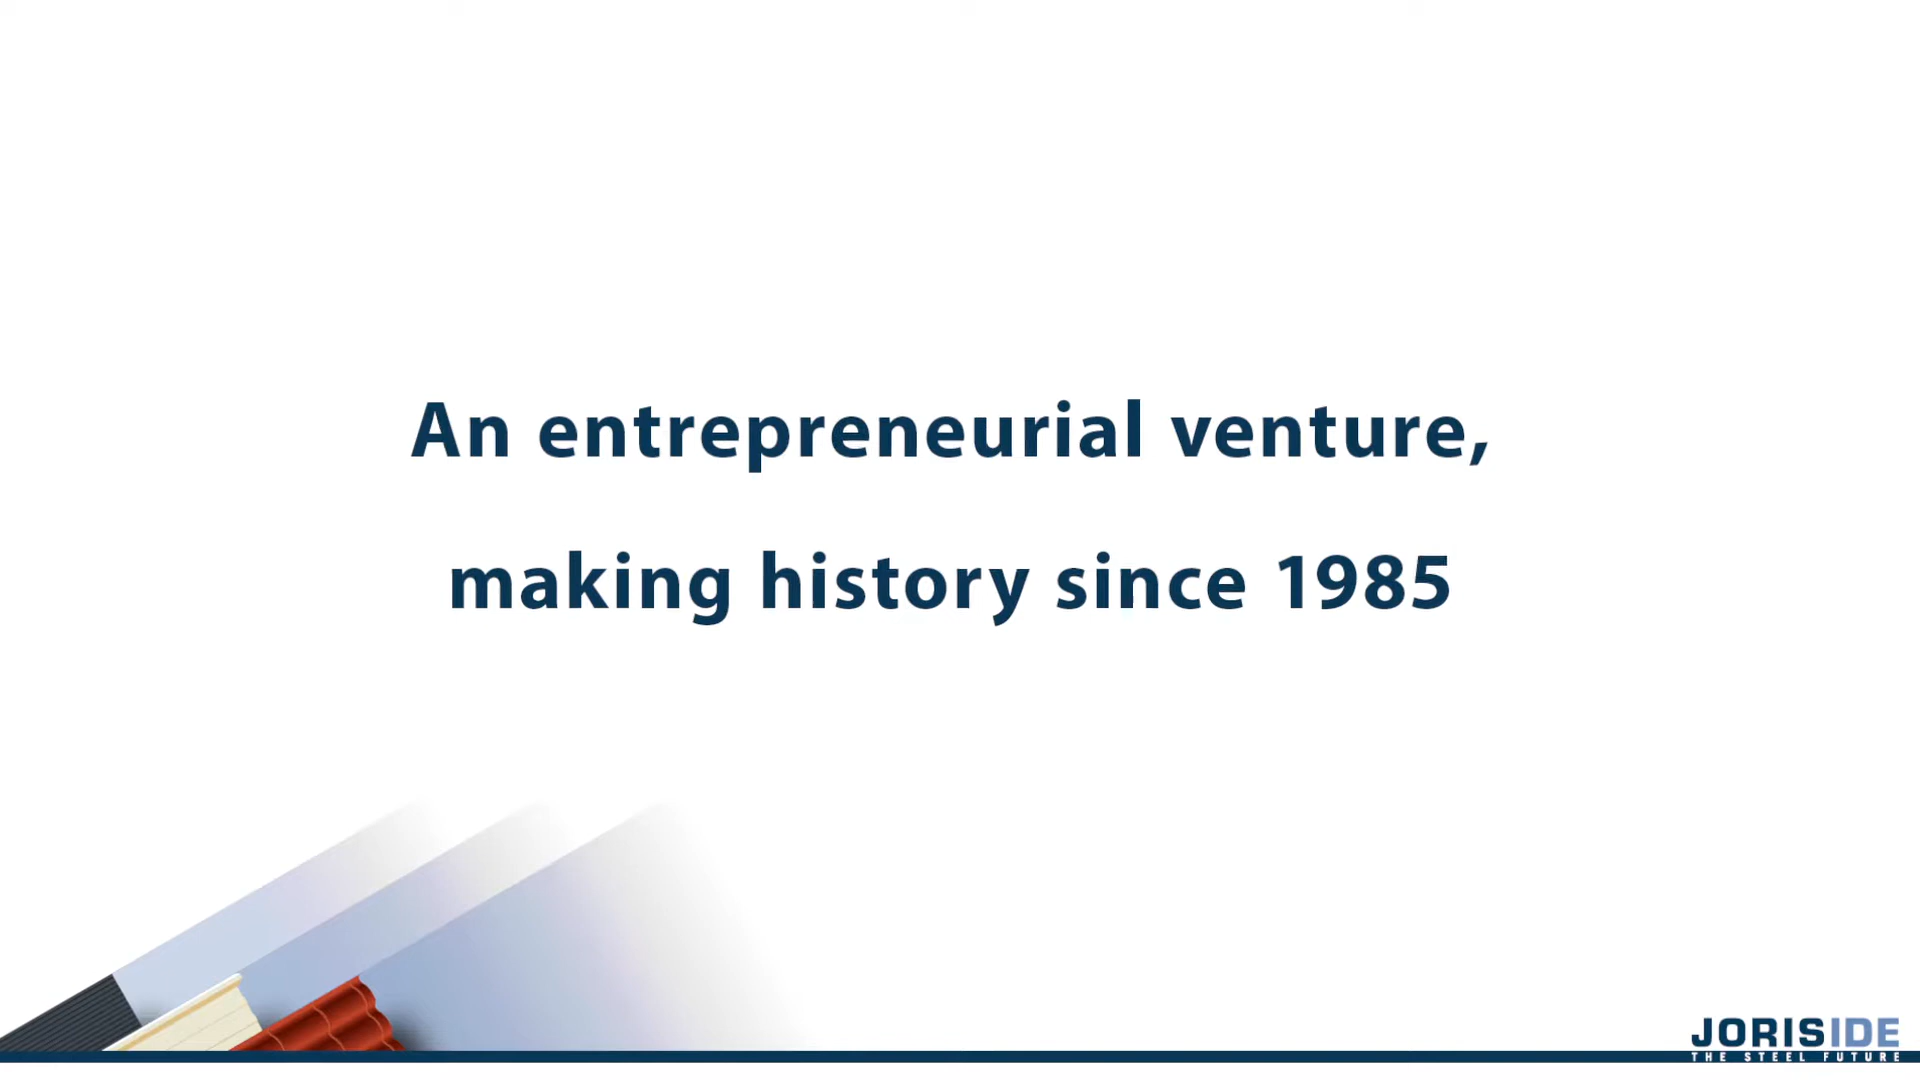 An entrepreneurial venture,
making history since 1985
JORISIDE
THE STEEL FUTURE